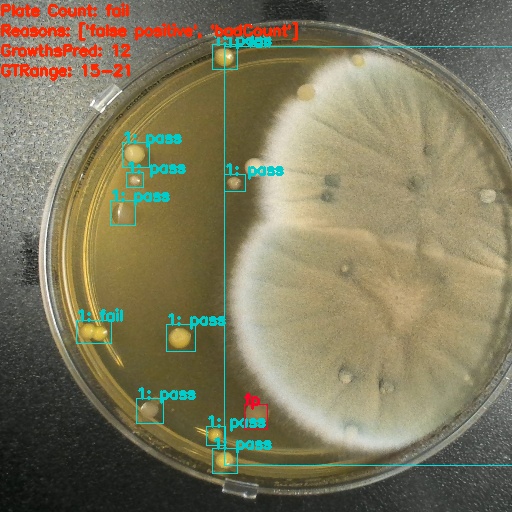 Plate Count: fail
Reasons: ['false positive', 'badCount']
GrowthsPred: 12
GTRange: 15-21
1: pass
1: pass
1: pass
1: pass
1: pass
1: fail
1: pass
1: pass
fp
1: pass
1: pass